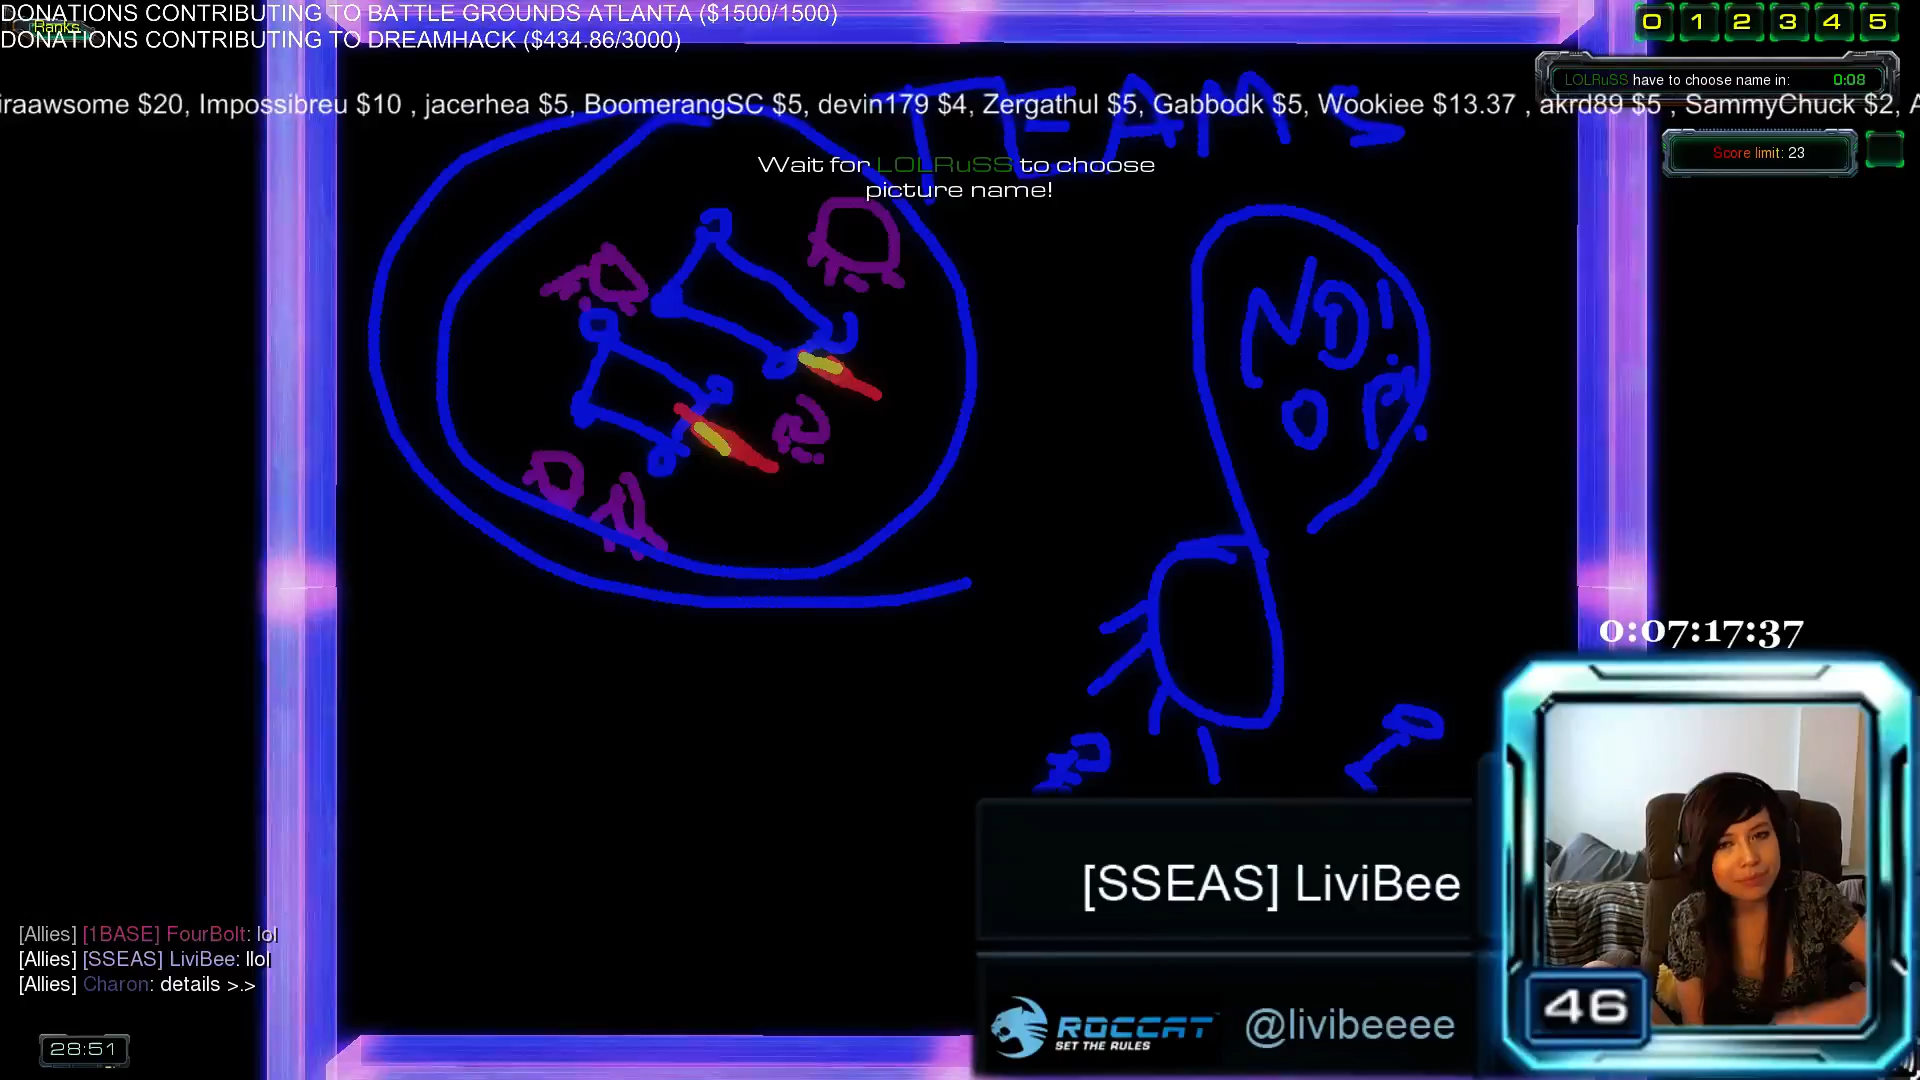 DONATIONS CONTRIBUTING TO BATTLE GROUNDS ATLANTA ($1500/1500)
Ranks
DONATIONS CONTRIBUTING TO DREAMHACK ($434.86/3000)
0 1 2 3 4 5
LOLRuSS have to choose name in: 0:08
iraawsome $20, Impossibreu $10 , jacerhea $5, BoomerangSC $5, devin179 $4, Zergathul $5, Gabbodk $5, Wookiee $13.37 , akrd89 $5 , SammyChuck $2, A
TEAMS
Score limit: 23
Wait for LOLRuSS to choose
picture name!
NO!
OP!
0:07:17:37
[SSEAS] LiviBee
[Allies] [1BASE] FourBolt: lol
[Allies] [SSEAS] LiviBee: llol
[Allies] Charon: details >.>
46
ROCCAT
SET THE RULES
@livibeeee
28:51